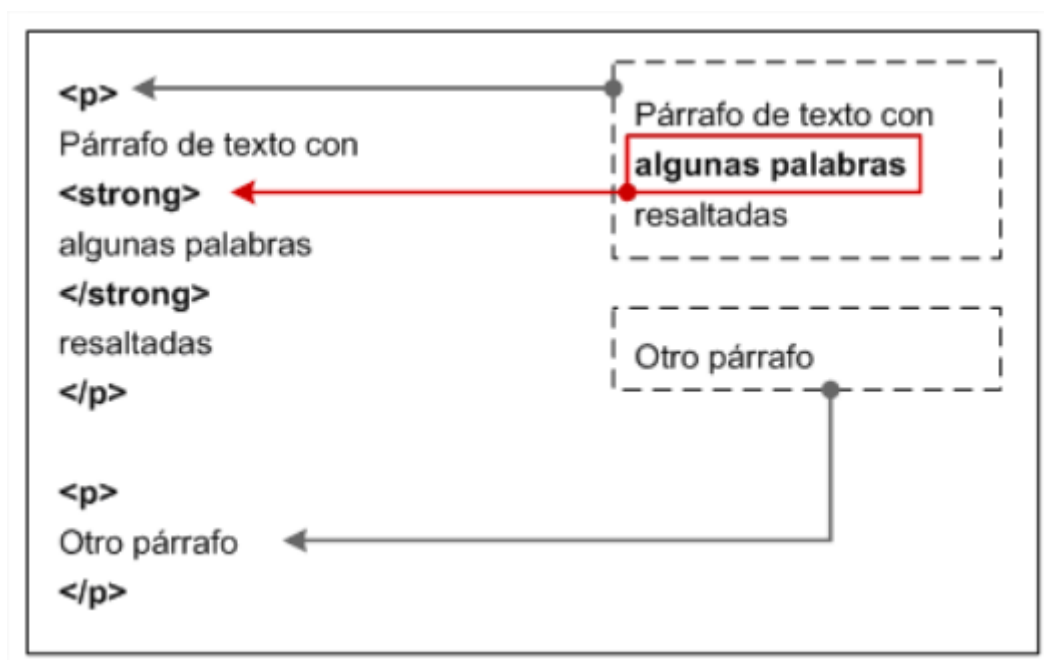 <p>
Párrafo de texto con
<strong>
algunas palabras
</strong>
resaltadas
</p>
<p>
Otro párrafo
</p>
Párrafo de texto con
algunas palabras
resaltadas
Otro párrafo